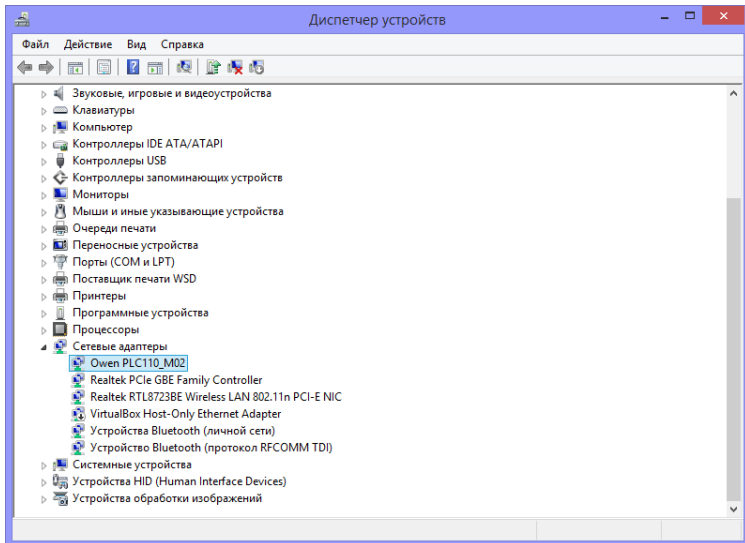 Диспетчер устройств
Файл Действие Вид Справка
Звуковые, игровые и видеоустройства
Клавиатуры
Компьютер
Контроллеры IDE ATA/ATAPI
Контроллеры USB
Контроллеры запоминающих устройств
Мониторы
Мыши и иные указывающие устройства
Очереди печати
Переносные устройства
Порты (COM и LPT)
Поставщик печати WSD
Принтеры
Программные устройства
Процессоры
Сетевые адаптеры
Owen PLC110_M02
Realtek PCIe GBE Family Controller
Realtek RTL8723BE Wireless LAN 802.11n PCI-E NIC
VirtualBox Host-Only Ethernet Adapter
Устройства Bluetooth (личной сети)
Устройство Bluetooth (протокол RFCOMM TDI)
Системные устройства
Устройства HID (Human Interface Devices)
Устройства обработки изображений